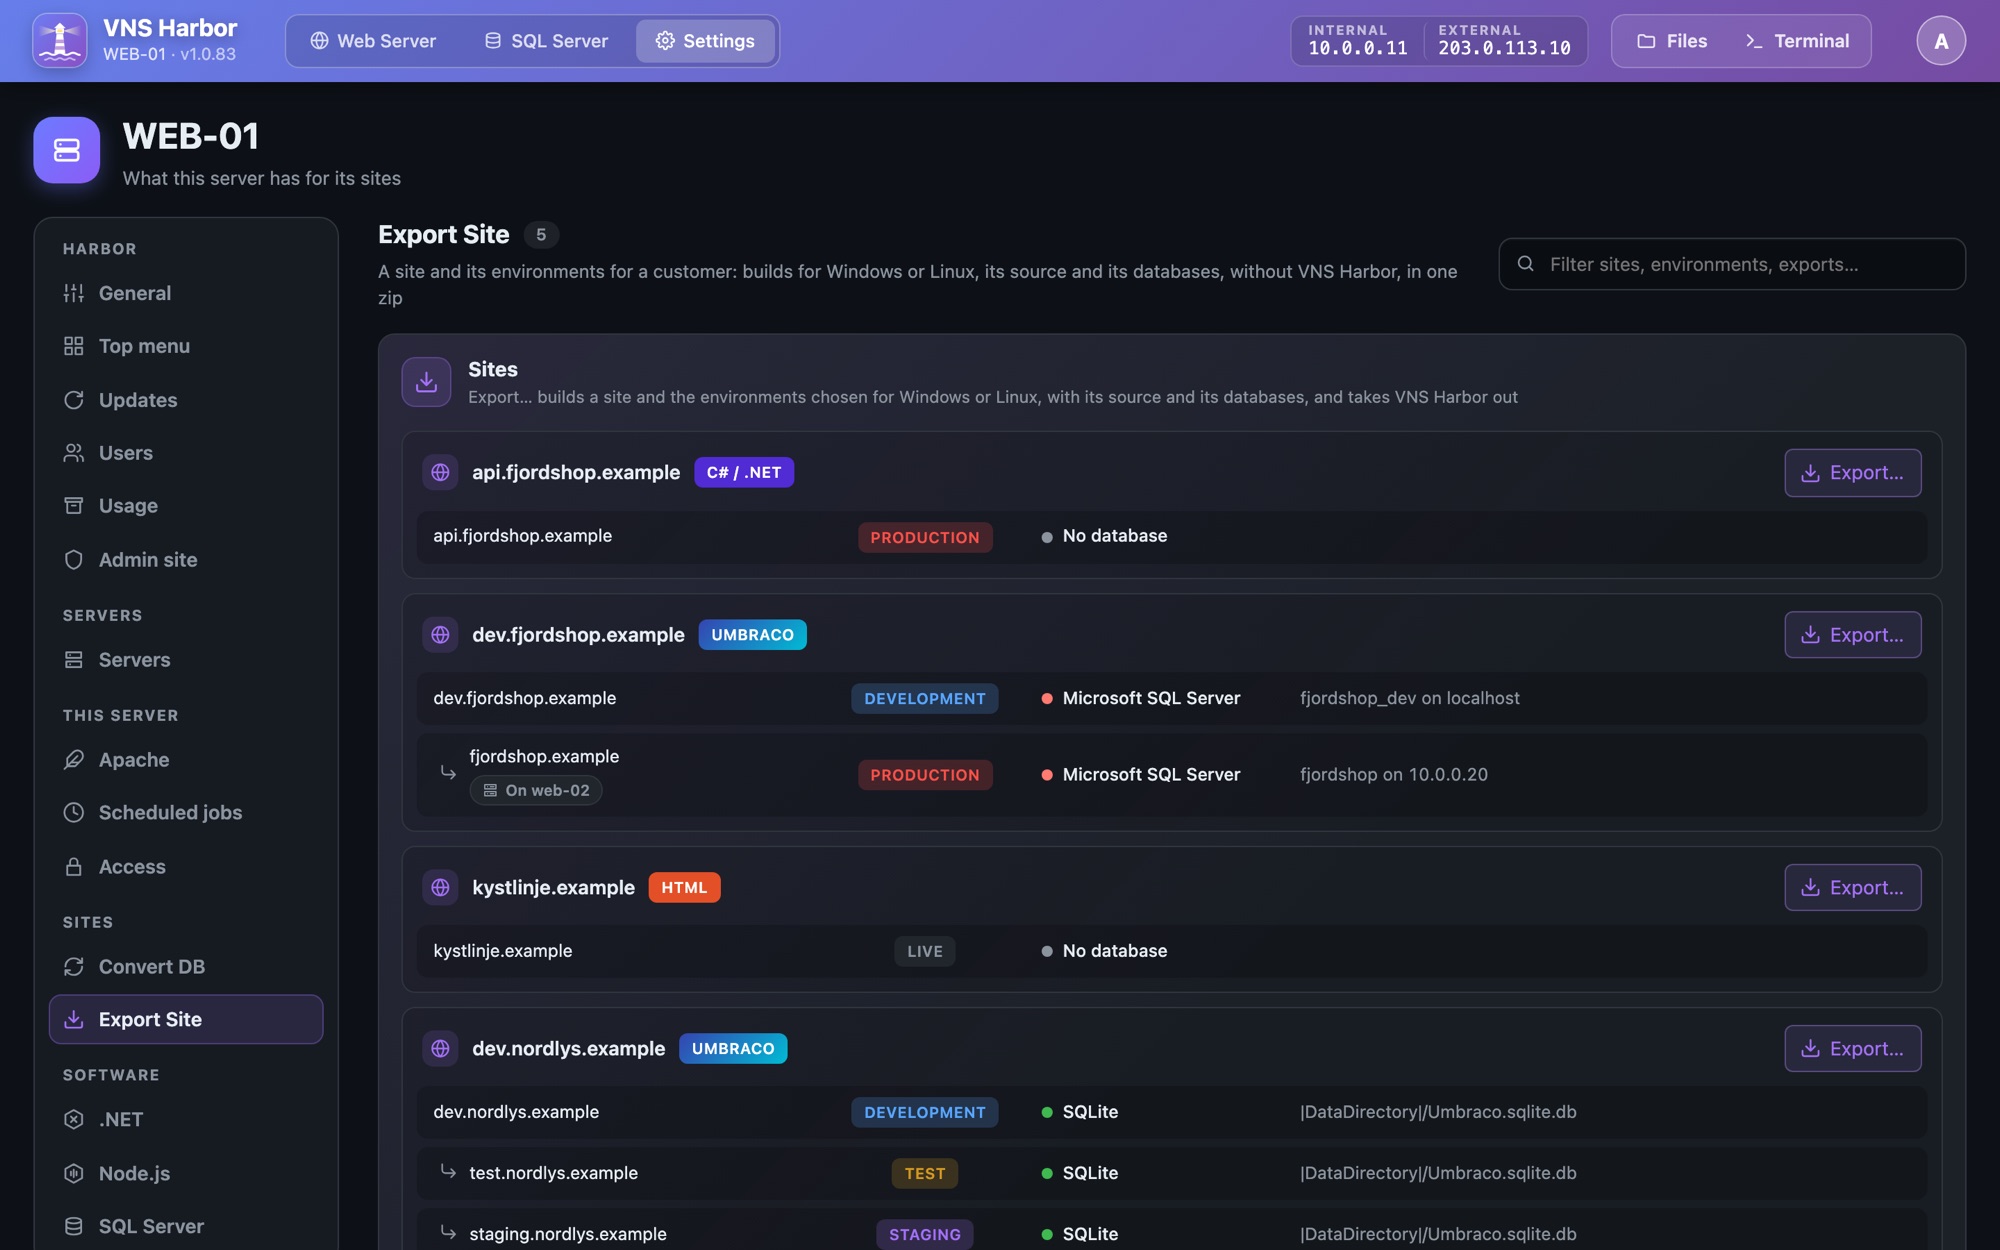 VNS Harbor
WEB-01 · v1.0.83
Web Server
SQL Server
Settings
INTERNAL
10.0.0.11
EXTERNAL
203.0.113.10
Files
Terminal
A
WEB-01
What this server has for its sites
HARBOR
General
Top menu
Updates
Users
Usage
Admin site
SERVERS
Servers
THIS SERVER
Apache
Scheduled jobs
Access
SITES
Convert DB
Export Site
SOFTWARE
.NET
Node.js
SQL Server
Export Site 5
A site and its environments for a customer: builds for Windows or Linux, its source and its databases, without VNS Harbor, in one
zip
Filter sites, environments, exports...
Sites
Export... builds a site and the environments chosen for Windows or Linux, with its source and its databases, and takes VNS Harbor out
api.fjordshop.example C# / .NET Export...
api.fjordshop.example PRODUCTION No database
dev.fjordshop.example UMBRACO Export...
dev.fjordshop.example DEVELOPMENT Microsoft SQL Server fjordshop_dev on localhost
fjordshop.example
On web-02
PRODUCTION Microsoft SQL Server fjordshop on 10.0.0.20
kystlinje.example HTML Export...
kystlinje.example LIVE No database
dev.nordlys.example UMBRACO Export...
dev.nordlys.example DEVELOPMENT SQLite |DataDirectory|/Umbraco.sqlite.db
test.nordlys.example TEST SQLite |DataDirectory|/Umbraco.sqlite.db
staging.nordlys.example STAGING SQLite |DataDirectory|/Umbraco.sqlite.db